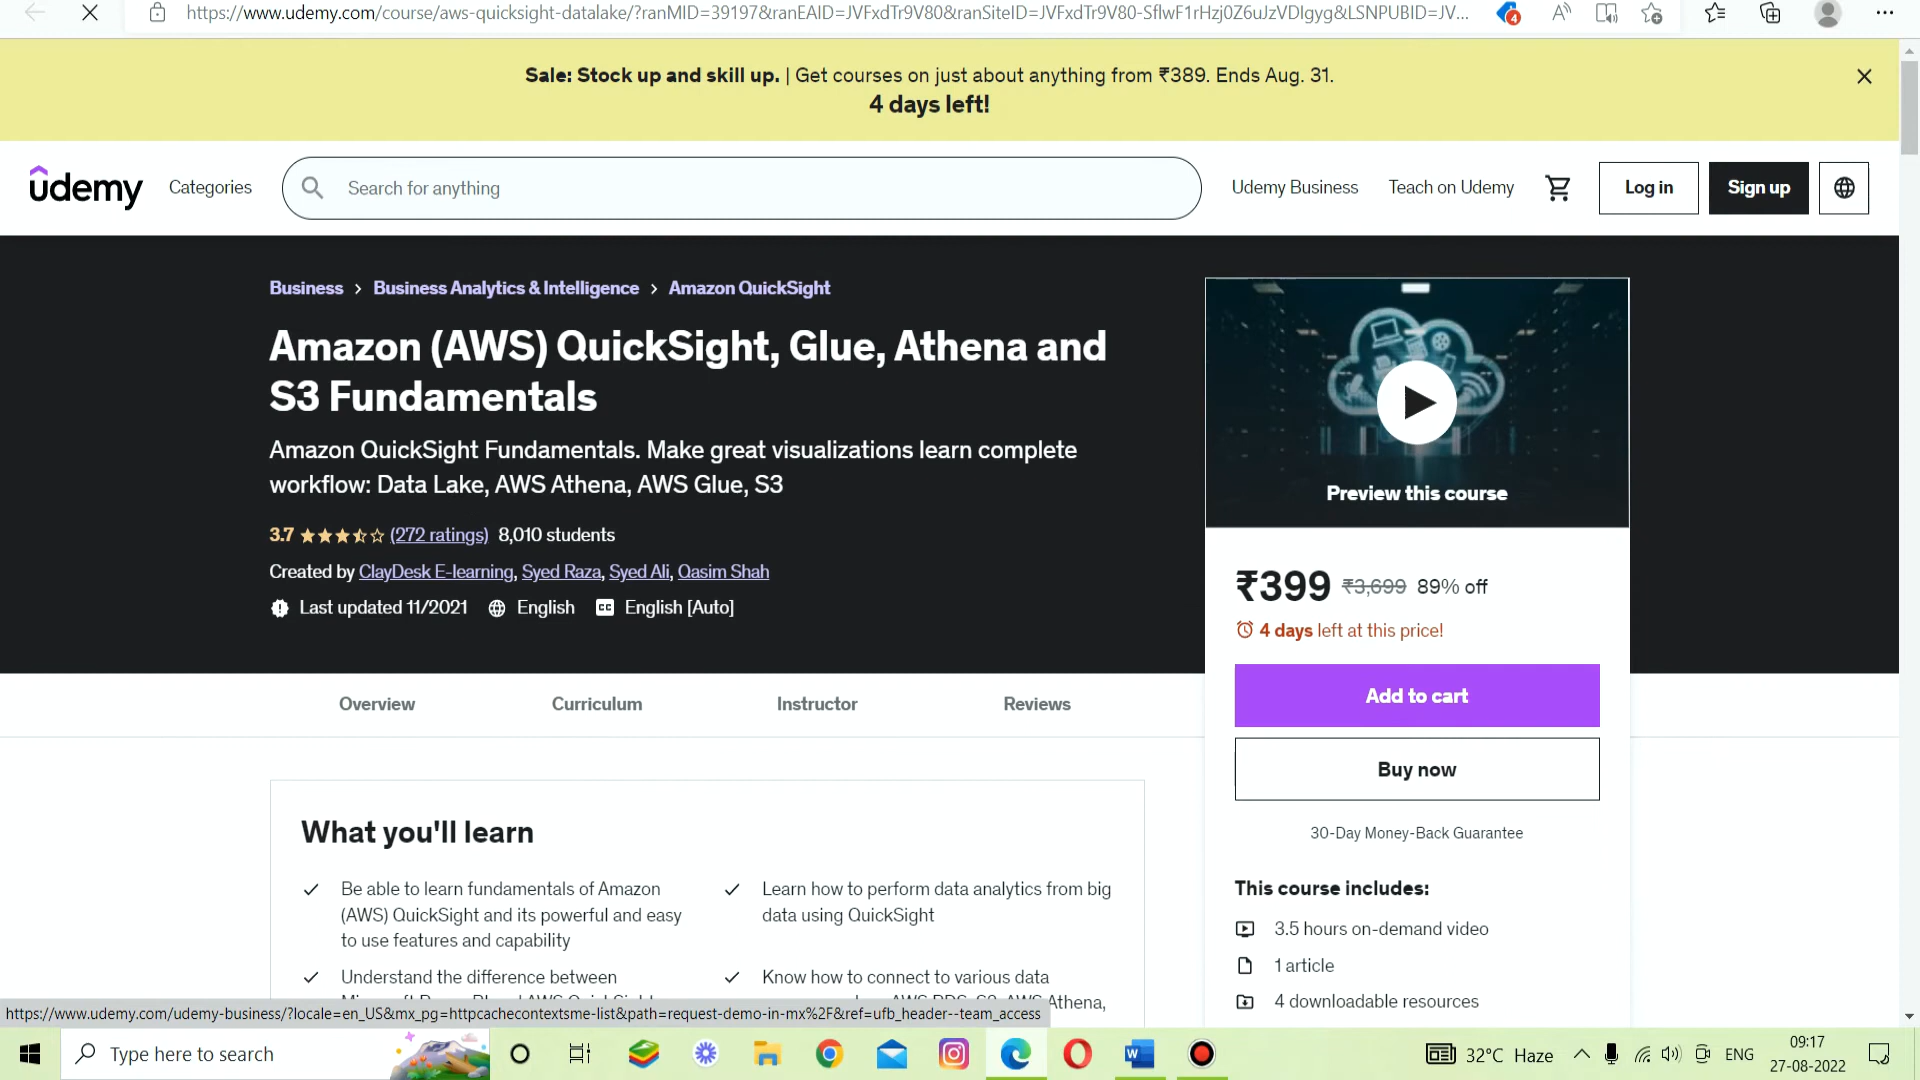 https://www.udemy.com/course/aws-quicksight-datalake/?ranMID=39197&ranEAID=JVFxdTr9V80&ranSiteID=JVFxdTr9V80-SflwF1rHzj0Z6uJzVDIgyg&LSNPUBID=JV...
4
Sale: Stock up and skill up. | Get courses on just about anything from ₹389. Ends Aug. 31.
4 days left!
udemy Categories Search for anything Udemy Business Teach on Udemy Log in Sign up
Business > Business Analytics & Intelligence > Amazon QuickSight
Amazon (AWS) QuickSight, Glue, Athena and
S3 Fundamentals
Amazon QuickSight Fundamentals. Make great visualizations learn complete
workflow: Data Lake, AWS Athena, AWS Glue, S3
3.7 (272 ratings) 8,010 students
Created by ClayDesk E-learning, Syed Raza, Syed Ali, Qasim Shah
Last updated 11/2021 English CC English [Auto]
Preview this course
₹399 ₹3,699 89% off
4 days left at this price!
Add to cart
Buy now
30-Day Money-Back Guarantee
This course includes:
3.5 hours on-demand video
1 article
4 downloadable resources
Overview Curriculum Instructor Reviews
What you'll learn
Be able to learn fundamentals of Amazon
(AWS) QuickSight and its powerful and easy
to use features and capability
Learn how to perform data analytics from big
data using QuickSight
Understand the difference between
Know how to connect to various data
Athena,
https://www.udemy.com/udemy-business/?locale=en_US&mx_pg=httpcachecontextsme-list&path=request-demo-in-mx%2F&ref=ufb_header--team_access
Type here to search
W
32°C Haze
ENG
09:17
27-08-2022